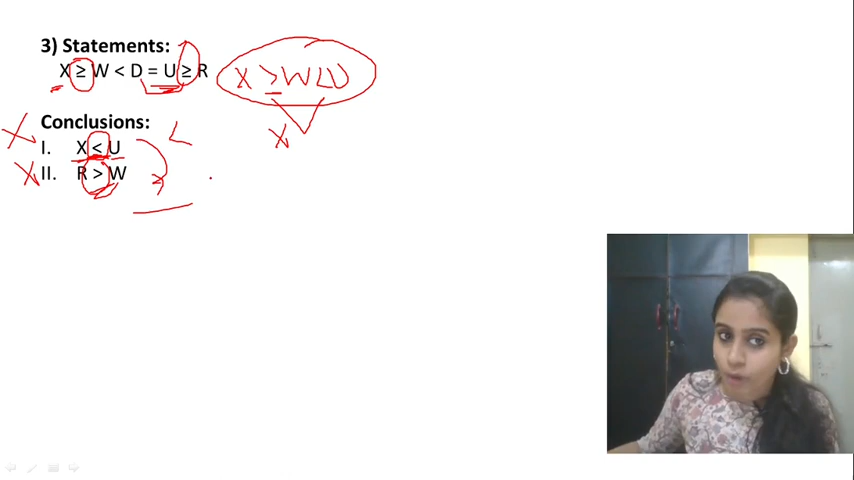 3) Statements:
X ≥ W < D = U ≥ R
X ≥ W < U
X
Conclusions:
X I. X < U <
X II. R > W